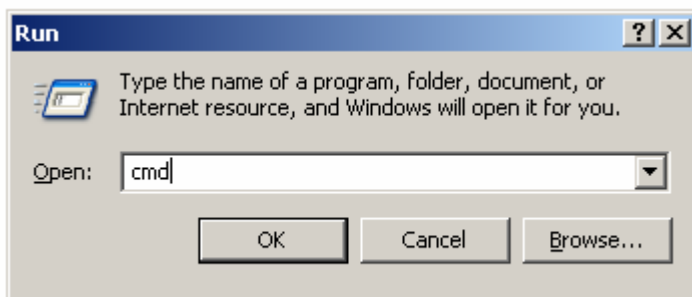 Run
Type the name of a program, folder, document, or
Internet resource, and Windows will open it for you.
Open: cmd
OK Cancel Browse...